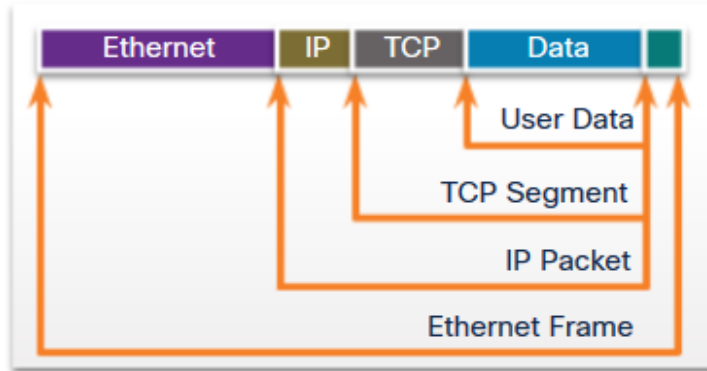 Ethernet IP TCP Data
User Data
TCP Segment
IP Packet
Ethernet Frame